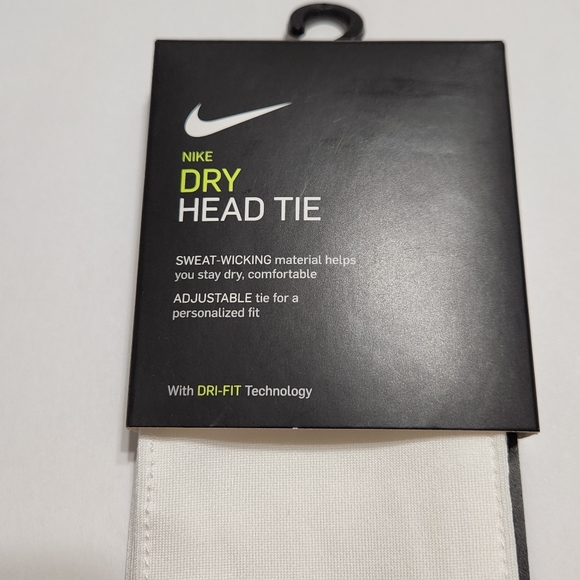 NIKE
DRY
HEAD TIE
SWEAT-WICKING material helps
you stay dry, comfortable
ADJUSTABLE tie for a
personalized fit
With DRI-FIT Technology